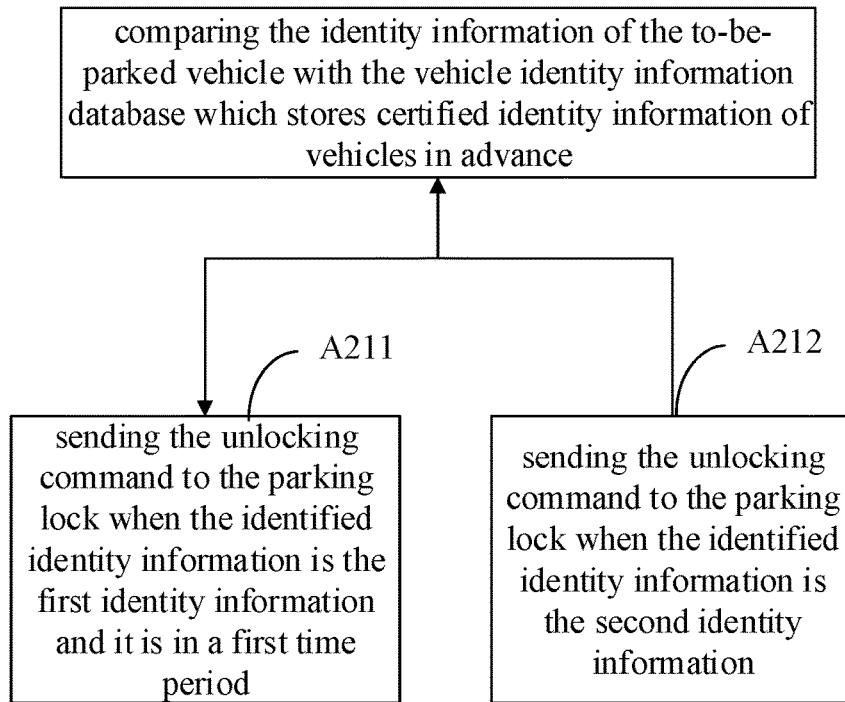 comparing the identity information of the to-be-
parked vehicle with the vehicle identity information
database which stores certified identity information of
vehicles in advance
A211
A212
sending the unlocking
command to the parking
lock when the identified
identity information is the
first identity information
and it is in a first time
period
sending the unlocking
command to the parking
lock when the identified
identity information is
the second identity
information